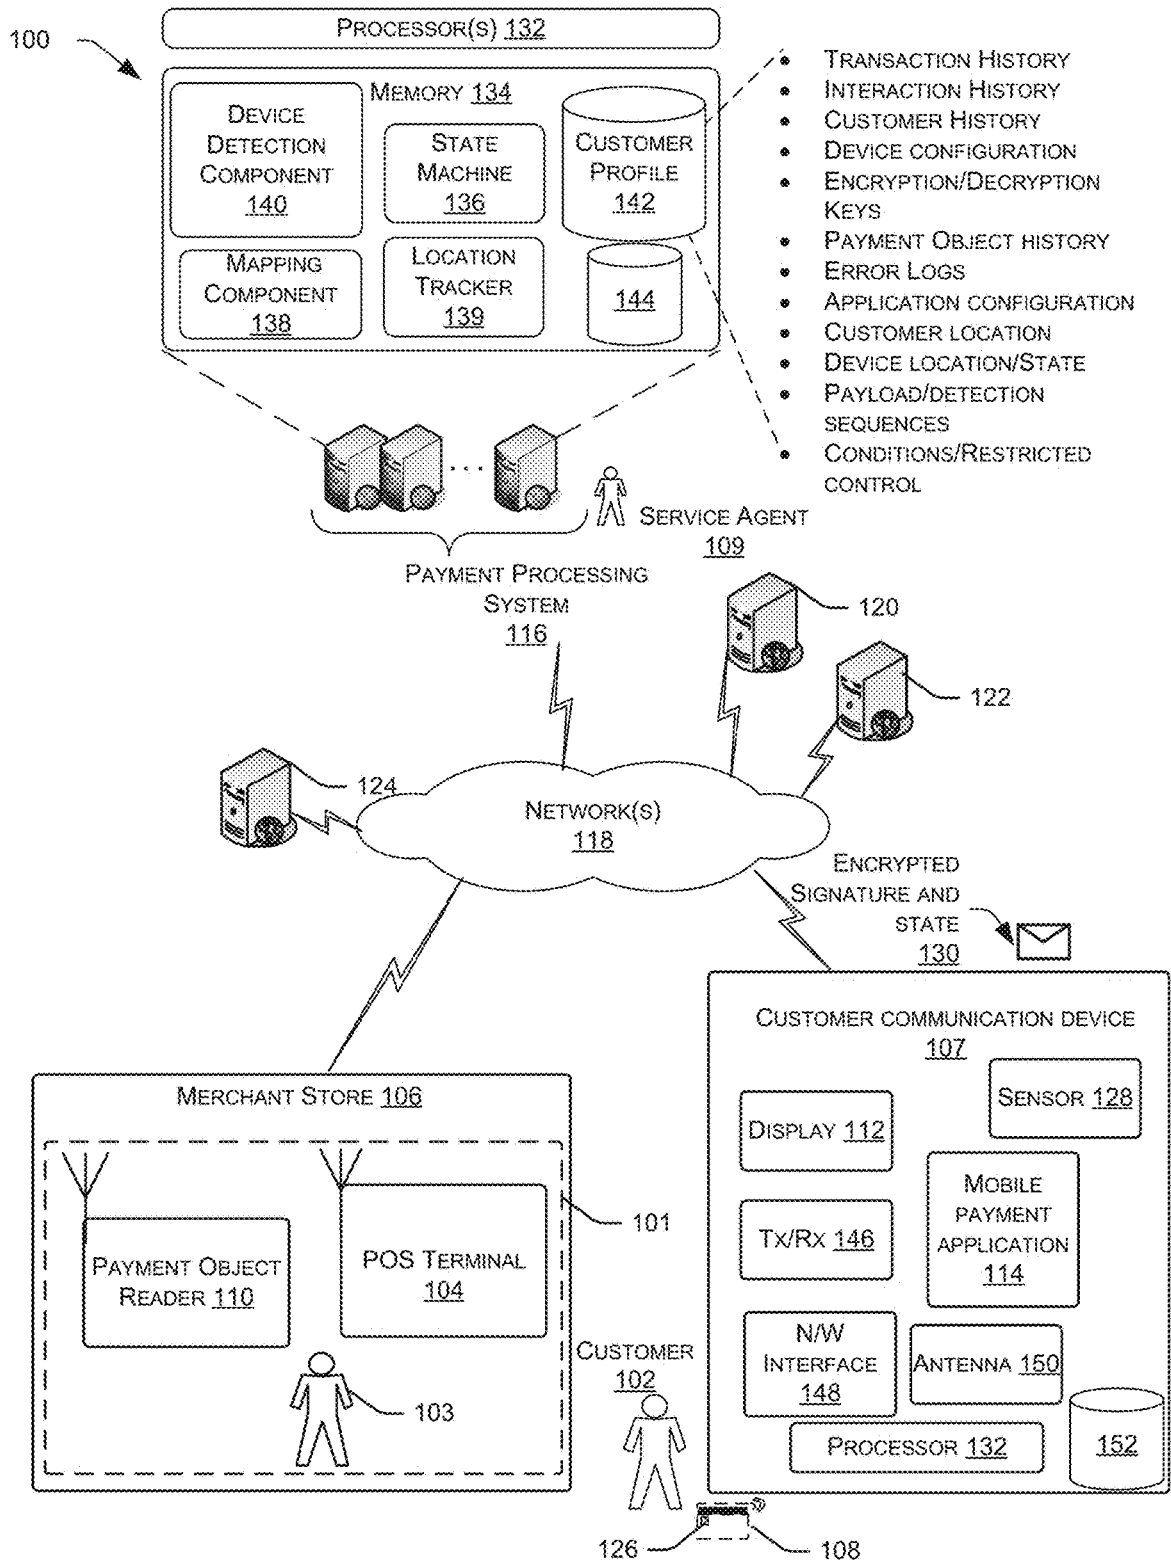 100
PROCESSOR(S) 132
MEMORY 134
DEVICE
DETECTION
COMPONENT
140
STATE
MACHINE
136
CUSTOMER
PROFILE
142
MAPPING
COMPONENT
138
LOCATION
TRACKER
139
144
• TRANSACTION HISTORY
• INTERACTION HISTORY
• CUSTOMER HISTORY
• DEVICE CONFIGURATION
• ENCRYPTION/DECRYPTION
KEYS
• PAYMENT OBJECT HISTORY
• ERROR LOGS
• APPLICATION CONFIGURATION
• CUSTOMER LOCATION
• DEVICE LOCATION/STATE
• PAYLOAD/DETECTION
SEQUENCES
• CONDITIONS/RESTRICTED
CONTROL
. . .
SERVICE AGENT
109
PAYMENT PROCESSING
SYSTEM
116
120
122
124
NETWORK(S)
118
ENCRYPTED
SIGNATURE AND
STATE
130
MERCHANT STORE 106
101
PAYMENT OBJECT
READER 110
POS TERMINAL
104
103
CUSTOMER
102
126
108
CUSTOMER COMMUNICATION DEVICE
107
SENSOR 128
DISPLAY 112
MOBILE
PAYMENT
APPLICATION
114
TX/RX 146
N/W
INTERFACE
148
ANTENNA 150
PROCESSOR 132
152